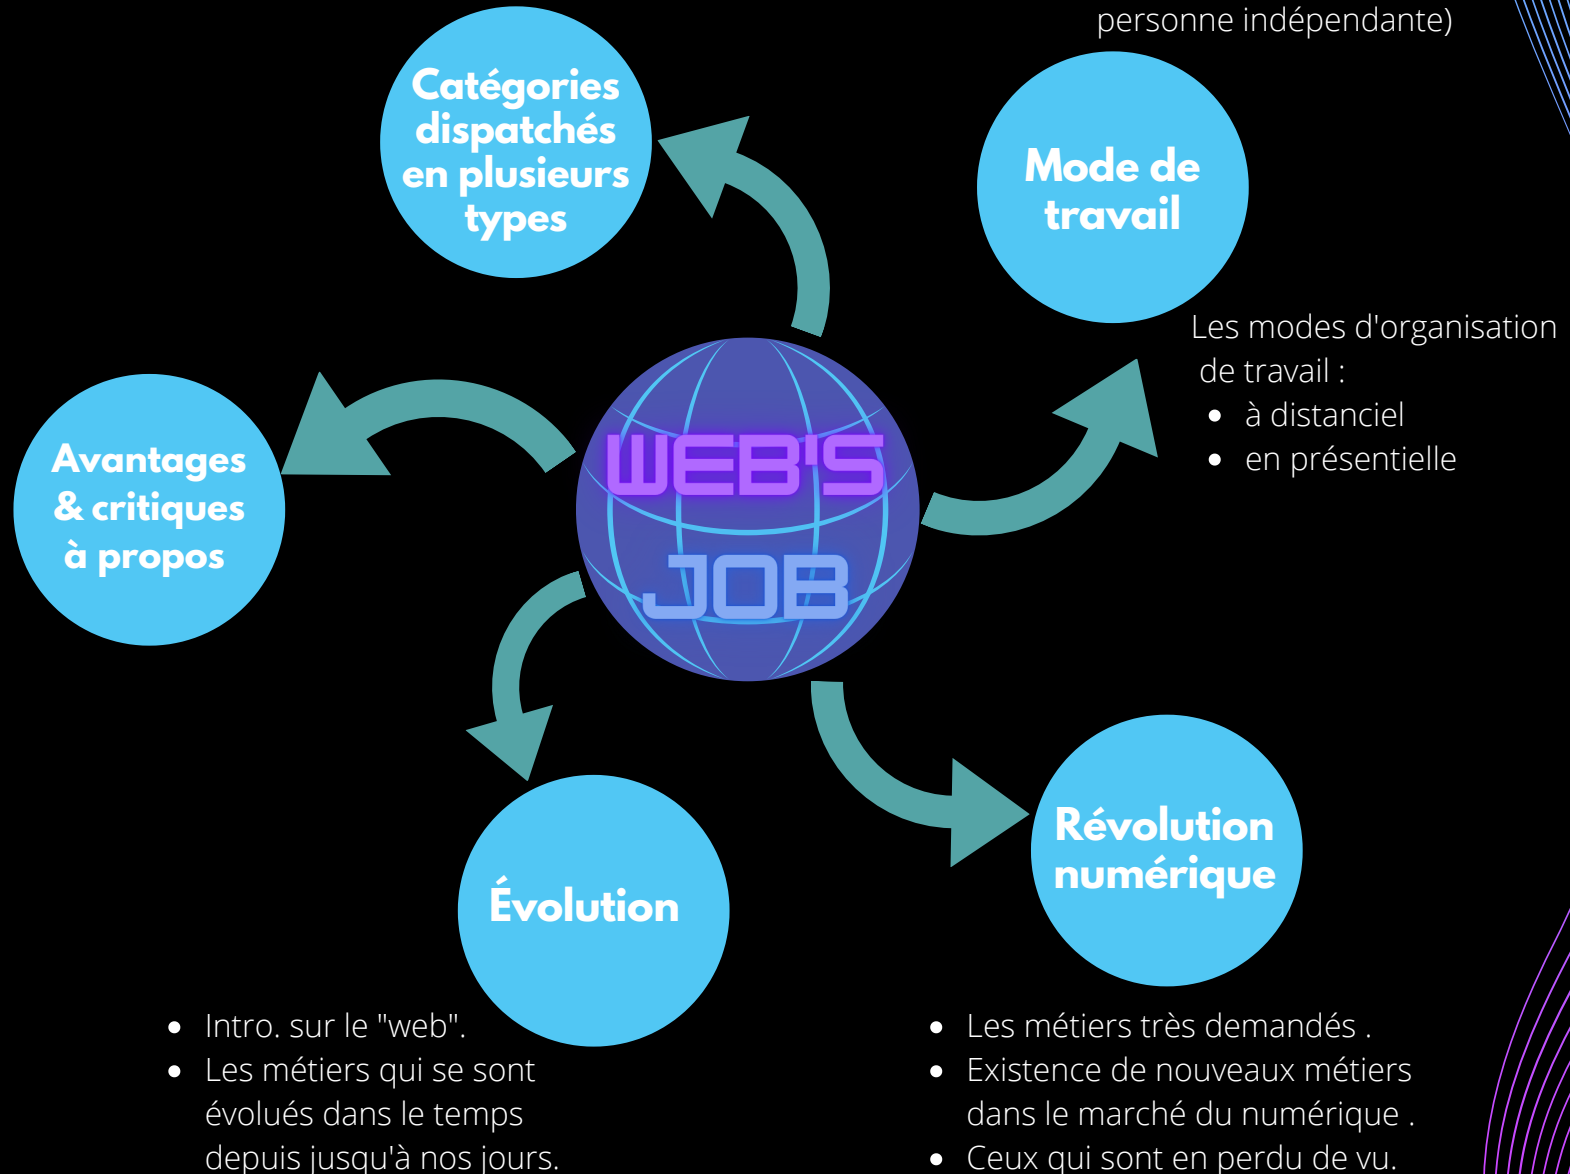 personne indépendante)
Catégories
dispatchés
en plusieurs
types
Mode de
travail
Les modes d'organisation
de travail :
• à distanciel
• en présentielle
Avantages
& critiques
à propos
WEB'S
JOB
Évolution
• Intro. sur le "web".
• Les métiers qui se sont
évolués dans le temps
depuis jusqu'à nos jours.
Révolution
numérique
• Les métiers très demandés .
• Existence de nouveaux métiers
dans le marché du numérique .
• Ceux qui sont en perdu de vu.